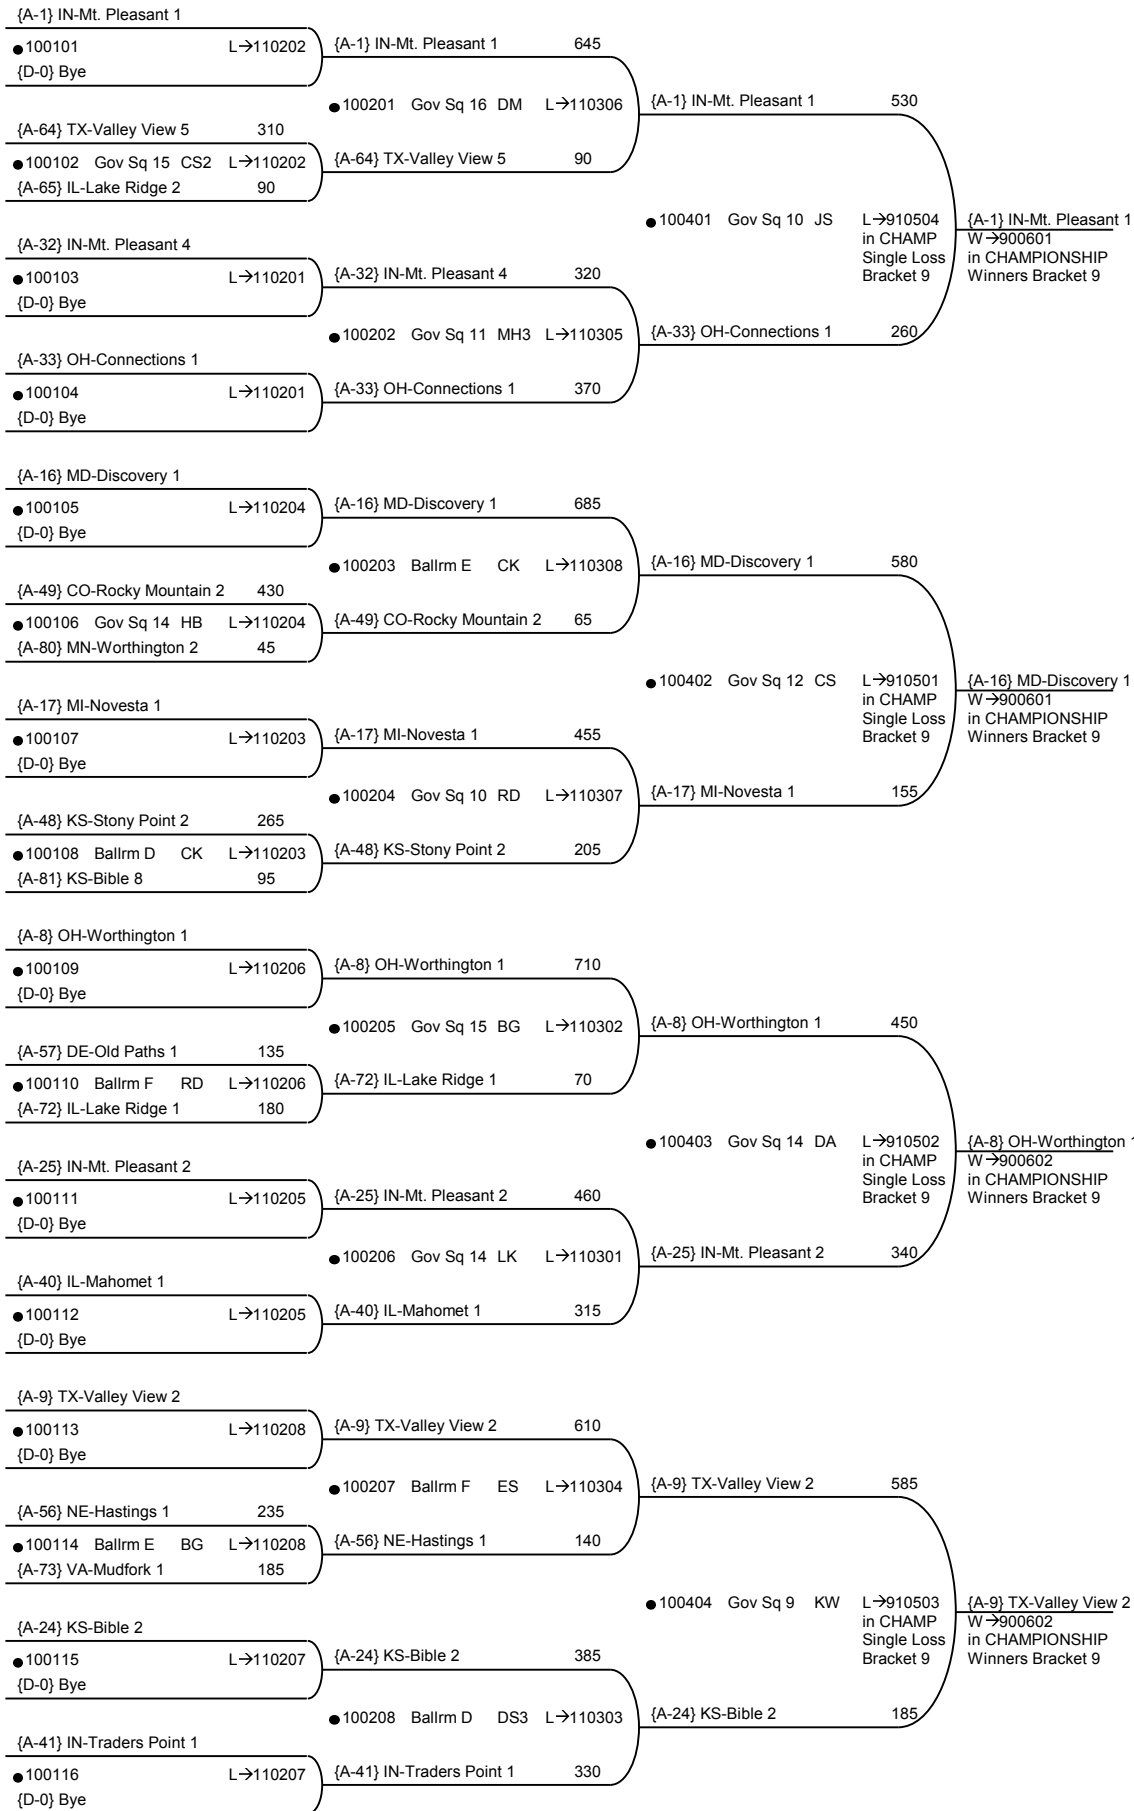 {A-1} IN-Mt. Pleasant 1
●100101 L→110202
{D-0} Bye
{A-64} TX-Valley View 5 310
●100102 Gov Sq 15 CS2 L→110202
{A-65} IL-Lake Ridge 2 90
{A-32} IN-Mt. Pleasant 4
●100103 L→110201
{D-0} Bye
{A-33} OH-Connections 1
●100104 L→110201
{D-0} Bye
{A-16} MD-Discovery 1
●100105 L→110204
{D-0} Bye
{A-49} CO-Rocky Mountain 2 430
●100106 Gov Sq 14 HB L→110204
{A-80} MN-Worthington 2 45
{A-17} MI-Novesta 1
●100107 L→110203
{D-0} Bye
{A-48} KS-Stony Point 2 265
●100108 Ballrm D CK L→110203
{A-81} KS-Bible 8 95
{A-8} OH-Worthington 1
●100109 L→110206
{D-0} Bye
{A-57} DE-Old Paths 1 135
●100110 Ballrm F RD L→110206
{A-72} IL-Lake Ridge 1 180
{A-25} IN-Mt. Pleasant 2
●100111 L→110205
{D-0} Bye
{A-40} IL-Mahomet 1
●100112 L→110205
{D-0} Bye
{A-9} TX-Valley View 2
●100113 L→110208
{D-0} Bye
{A-56} NE-Hastings 1 235
●100114 Ballrm E BG L→110208
{A-73} VA-Mudfork 1 185
{A-24} KS-Bible 2
●100115 L→110207
{D-0} Bye
{A-41} IN-Traders Point 1
●100116 L→110207
{D-0} Bye
{A-1} IN-Mt. Pleasant 1 645
●100201 Gov Sq 16 DM L→110306
{A-64} TX-Valley View 5 90
{A-32} IN-Mt. Pleasant 4 320
●100202 Gov Sq 11 MH3 L→110305
{A-33} OH-Connections 1 370
{A-16} MD-Discovery 1 685
●100203 Ballrm E CK L→110308
{A-49} CO-Rocky Mountain 2 65
{A-17} MI-Novesta 1 455
●100204 Gov Sq 10 RD L→110307
{A-48} KS-Stony Point 2 205
{A-8} OH-Worthington 1 710
●100205 Gov Sq 15 BG L→110302
{A-72} IL-Lake Ridge 1 70
{A-25} IN-Mt. Pleasant 2 460
●100206 Gov Sq 14 LK L→110301
{A-40} IL-Mahomet 1 315
{A-9} TX-Valley View 2 610
●100207 Ballrm F ES L→110304
{A-56} NE-Hastings 1 140
{A-24} KS-Bible 2 385
●100208 Ballrm D DS3 L→110303
{A-41} IN-Traders Point 1 330
{A-1} IN-Mt. Pleasant 1 530
●100401 Gov Sq 10 JS L→910504
in CHAMP
Single Loss
Bracket 9
{A-33} OH-Connections 1 260
{A-16} MD-Discovery 1 580
●100402 Gov Sq 12 CS L→910501
in CHAMP
Single Loss
Bracket 9
{A-17} MI-Novesta 1 155
{A-8} OH-Worthington 1 450
●100403 Gov Sq 14 DA L→910502
in CHAMP
Single Loss
Bracket 9
{A-25} IN-Mt. Pleasant 2 340
{A-9} TX-Valley View 2 585
●100404 Gov Sq 9 KW L→910503
in CHAMP
Single Loss
Bracket 9
{A-24} KS-Bible 2 185
{A-1} IN-Mt. Pleasant 1
W→900601
in CHAMPIONSHIP
Winners Bracket 9
{A-16} MD-Discovery 1
W→900601
in CHAMPIONSHIP
Winners Bracket 9
{A-8} OH-Worthington 1
W→900602
in CHAMPIONSHIP
Winners Bracket 9
{A-9} TX-Valley View 2
W→900602
in CHAMPIONSHIP
Winners Bracket 9